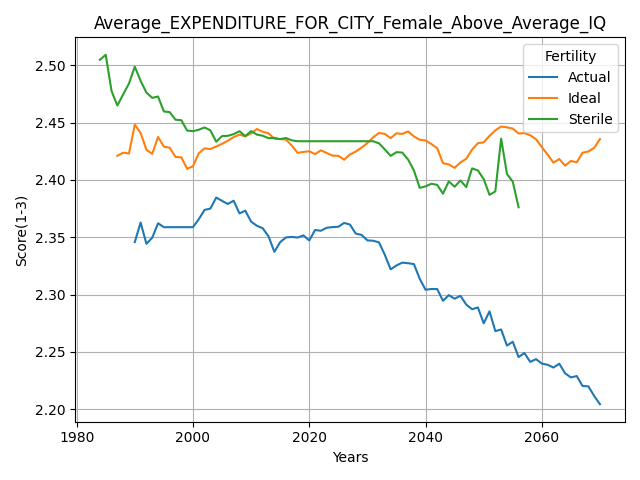 Average_EXPENDITURE_FOR_CITY_Female_Above_Average_IQ
Fertility
Actual
Ideal
Sterile
Score(1-3)
2.50
2.45
2.40
2.35
2.30
2.25
2.20
1980
2000
2020
2040
2060
Years